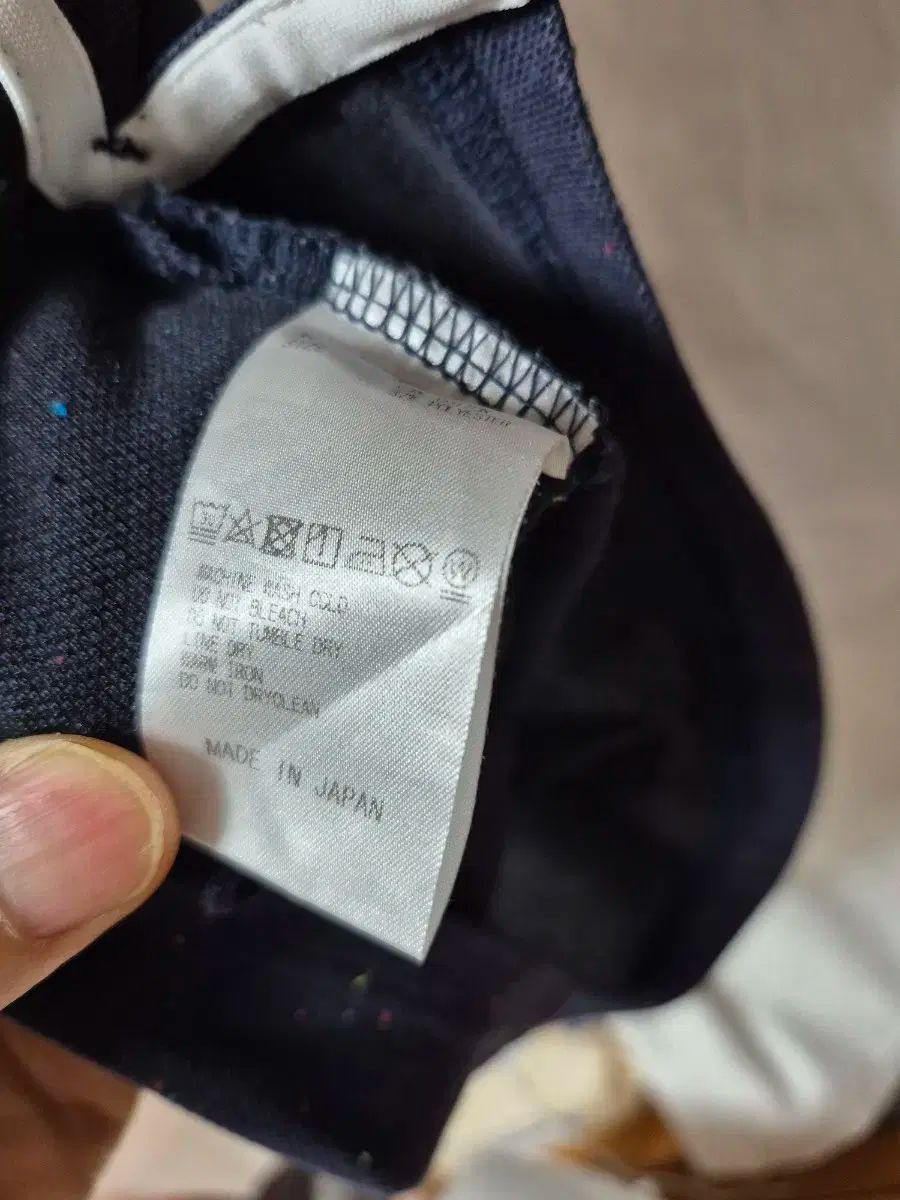 POLYESTER
MACHINE WASH COLD
DO NOT BLEACH
DO NOT TUMBLE DRY
LINE DRY
WARM IRON
DO NOT DRYCLEAN
MADE IN JAPAN